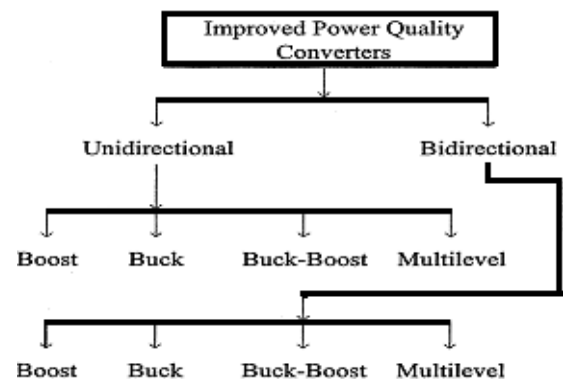 Improved Power Quality
Converters
Unidirectional Bidirectional
Boost Buck Buck-Boost Multilevel
Boost Buck Buck-Boost Multilevel